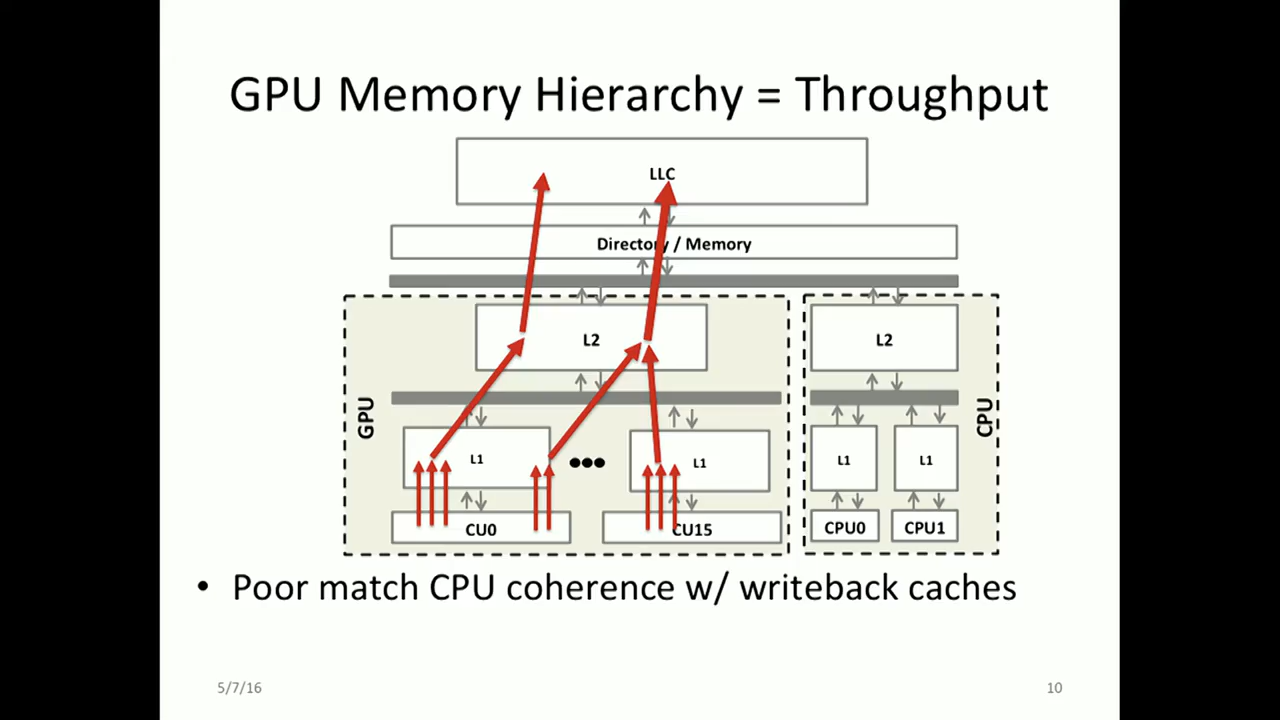 GPU Memory Hierarchy = Throughput
LLC
Directory / Memory
L2
L2
GPU
CPU
L1
L1
L1
L1
CU0
CU15
CPU0
CPU1
• Poor match CPU coherence w/ writeback caches
5/7/16
10